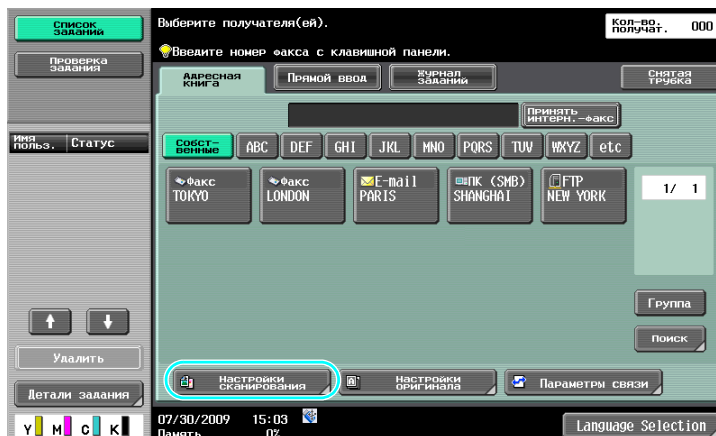 Список
заданий
Проверка
задания
Имя
польз.
Статус
Удалить
Детали задания
Y M C K
Выберите получателя(ей).
Кол-во.
получат.
000
Введите номер факса с клавишной панели.
Адресная
книга
Прямой ввод
Журнал
заданий
Снятая
трубка
Принять
интерн.-факс
Собст-
венные
ABC
DEF
GHI
JKL
MNO
PQRS
TUV
WXYZ
etc
Факс
TOKYO
Факс
LONDON
E-mail
PARIS
ПК (SMB)
SHANGHAI
FTP
NEW YORK
1/ 1
Группа
Поиск
Настройки
сканирования
Настройки
оригинала
Параметры связи
07/30/2009 15:03
Память 0%
Language Selection